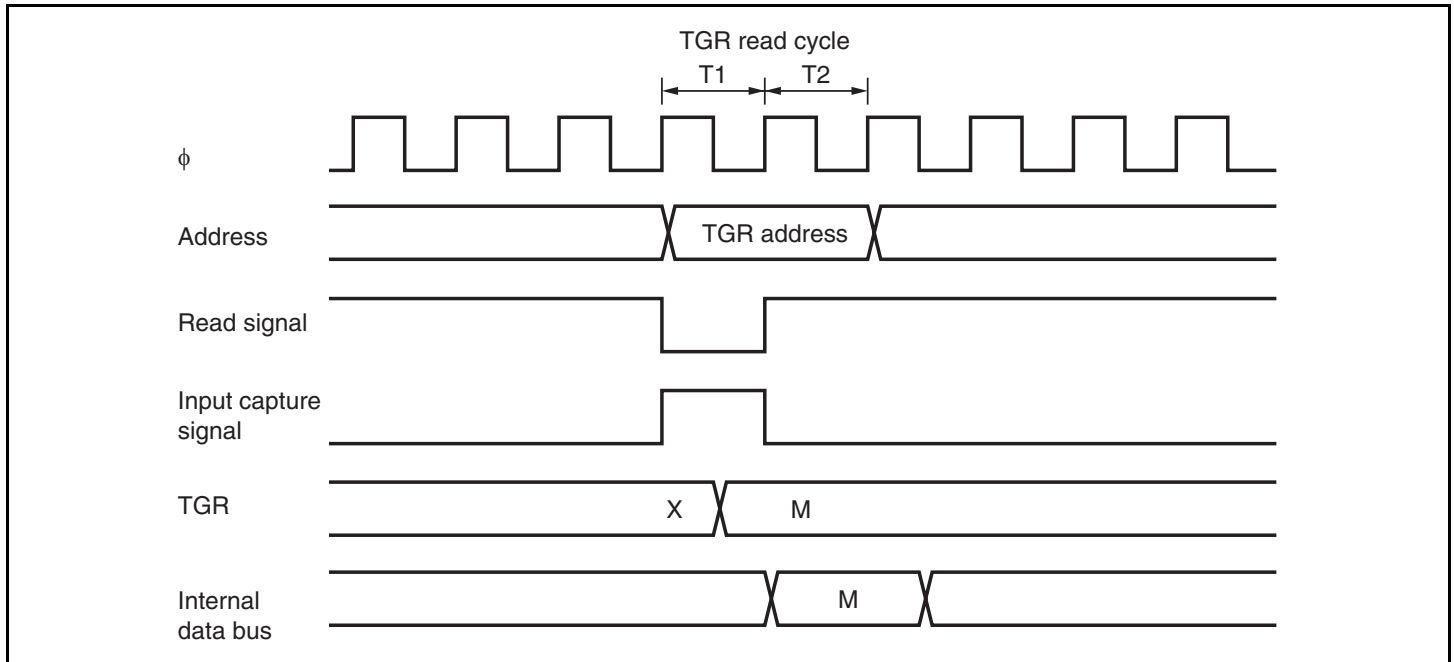 TGR read cycle
T1 T2
ϕ
Address
TGR address
Read signal
Input capture
signal
TGR
X M
Internal
data bus
M